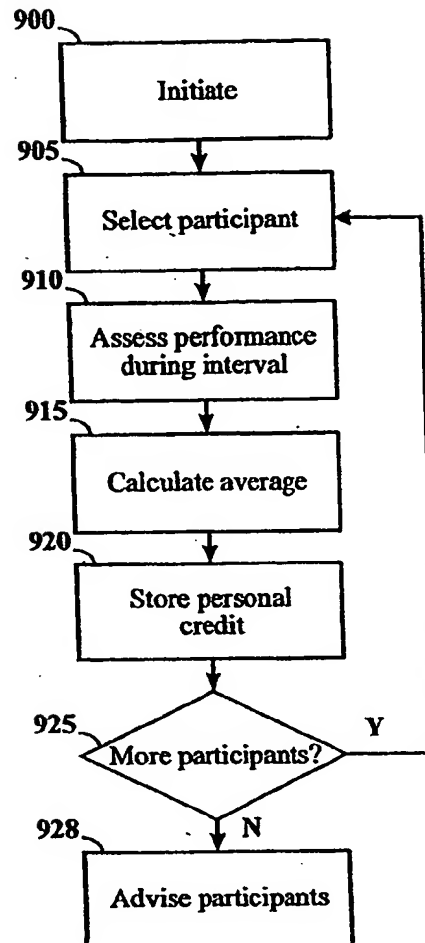 900
Initiate
905
Select participant
910
Assess performance
during interval
915
Calculate average
920
Store personal
credit
925
More participants?
Y
N
928
Advise participants